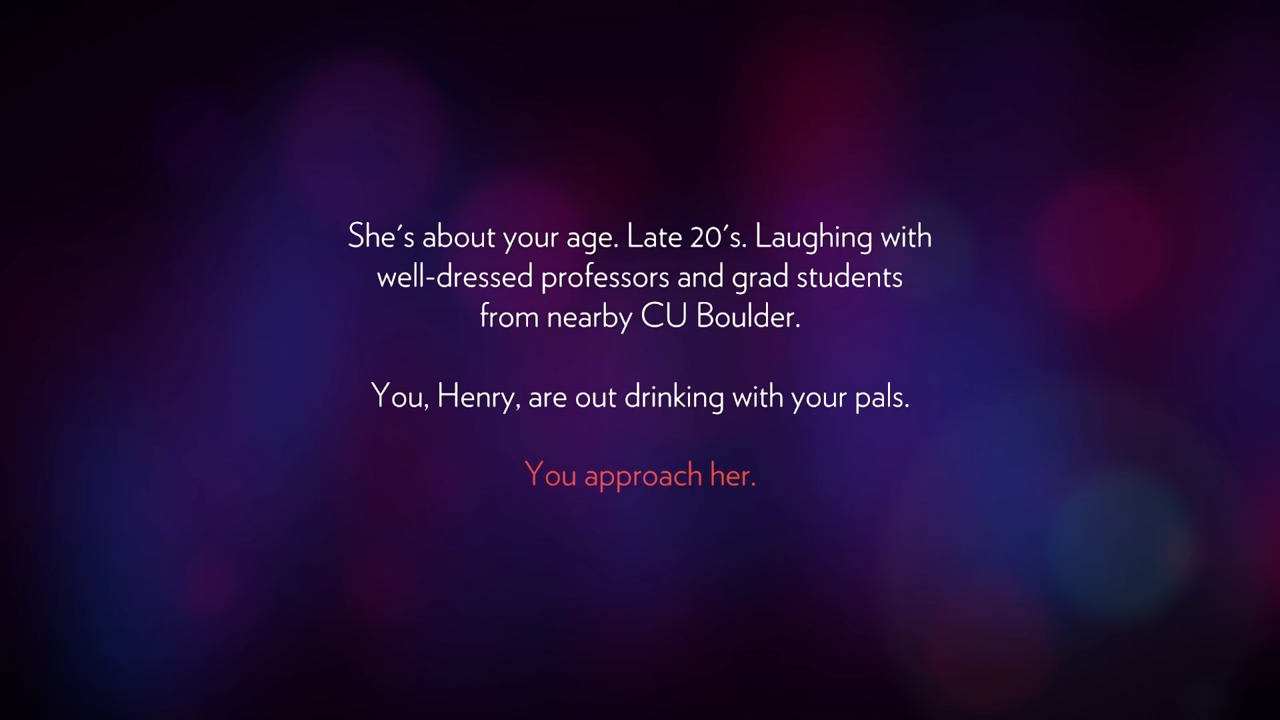 She's about your age. Late 20's. Laughing with
well-dressed professors and grad students
from nearby CU Boulder.
You, Henry, are out drinking with your pals.
You approach her.